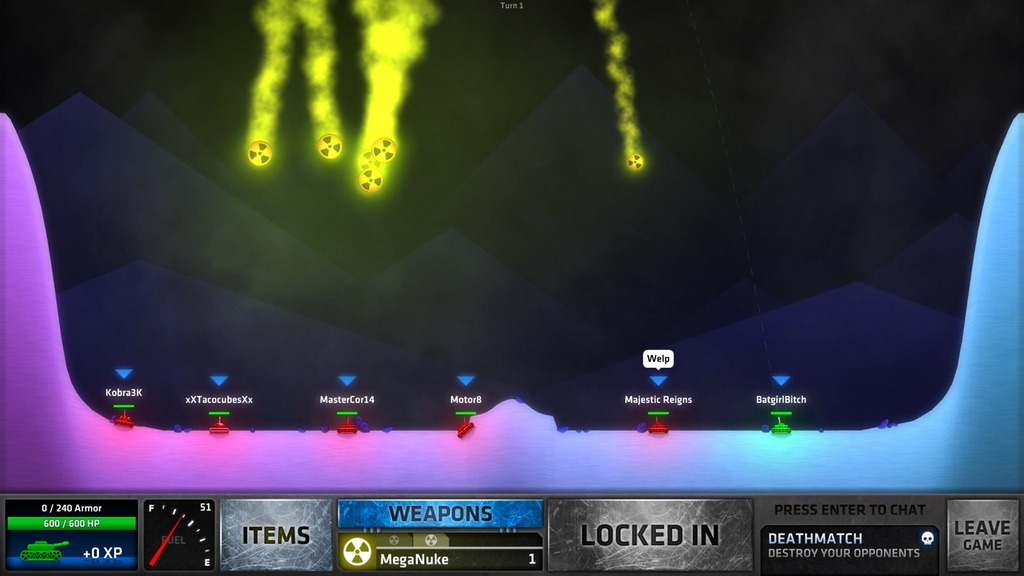 Turn 1
Welp
Kobra3K
xXTacocubesXx
MasterCor14
Motor8
Majestic Reigns
BatgirlBitch
0 / 240 Armor
600 / 600 HP
+0 XP
F
51
FUEL
E
ITEMS
WEAPONS
MegaNuke 1
LOCKED IN
PRESS ENTER TO CHAT
DEATHMATCH
DESTROY YOUR OPPONENTS
LEAVE
GAME